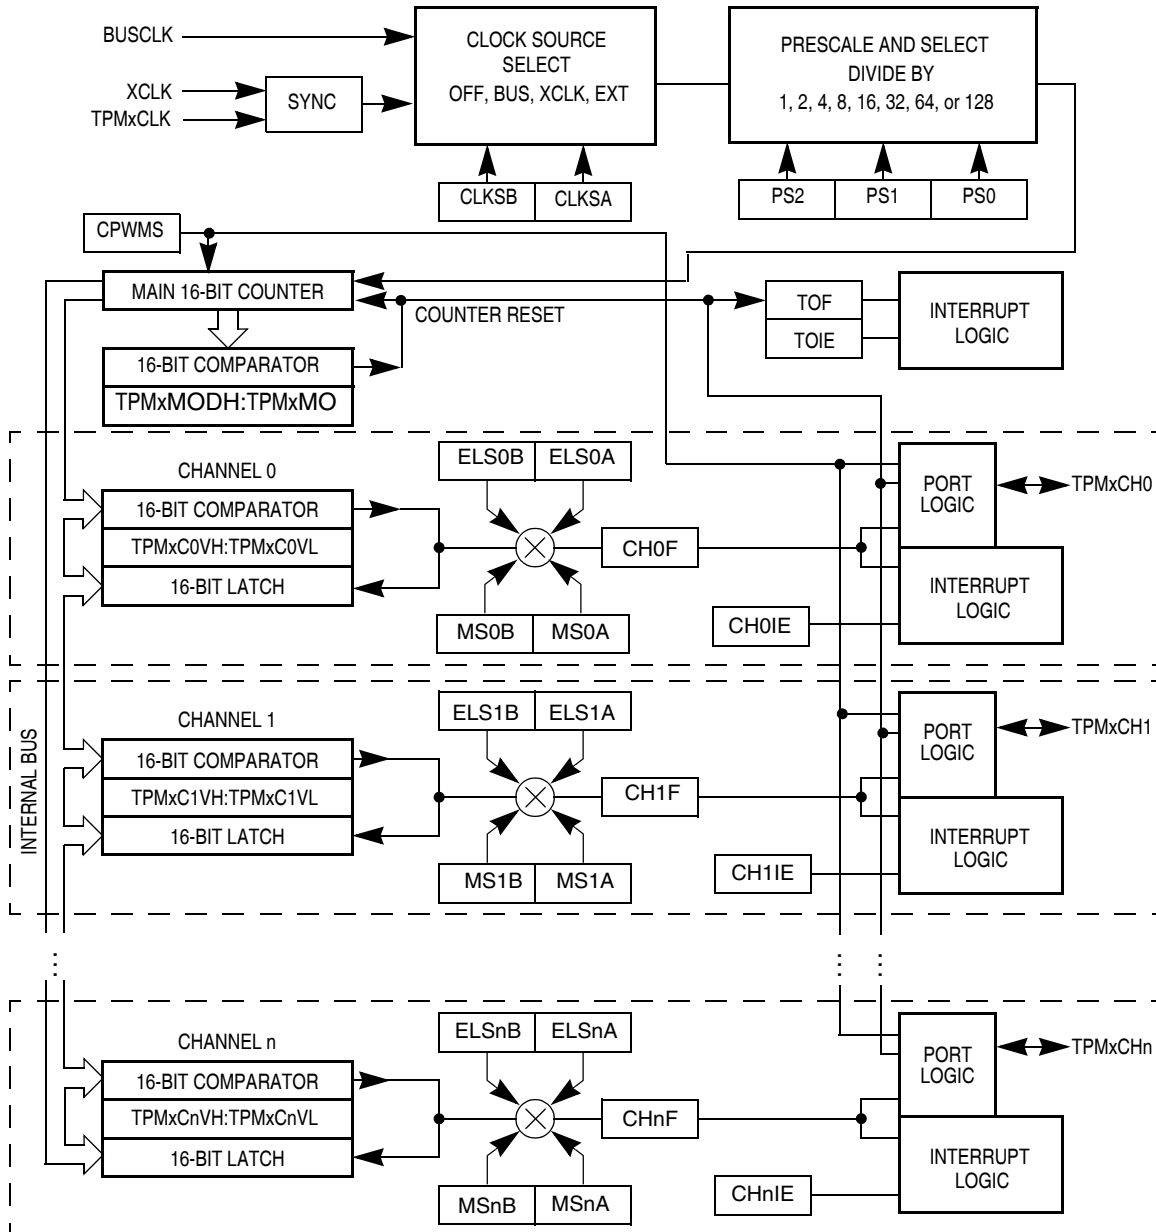 BUSCLK
XCLK
TPMxCLK
SYNC
CLOCK SOURCE
SELECT
OFF, BUS, XCLK, EXT
PRESCALE AND SELECT
DIVIDE BY
1, 2, 4, 8, 16, 32, 64, or 128
CLKSB
CLKSA
PS2
PS1
PS0
CPWMS
MAIN 16-BIT COUNTER
COUNTER RESET
TOF
TOIE
INTERRUPT
LOGIC
16-BIT COMPARATOR
TPMxMODH:TPMxMO
CHANNEL 0
16-BIT COMPARATOR
TPMxC0VH:TPMxC0VL
16-BIT LATCH
ELS0B
ELS0A
MS0B
MS0A
CH0F
CH0IE
PORT
LOGIC
INTERRUPT
LOGIC
TPMxCH0
INTERNAL BUS
CHANNEL 1
16-BIT COMPARATOR
TPMxC1VH:TPMxC1VL
16-BIT LATCH
ELS1B
ELS1A
MS1B
MS1A
CH1F
CH1IE
PORT
LOGIC
INTERRUPT
LOGIC
TPMxCH1
...
... ...
CHANNEL n
16-BIT COMPARATOR
TPMxCnVH:TPMxCnVL
16-BIT LATCH
ELSnB
ELSnA
MSnB
MSnA
CHnF
CHnIE
PORT
LOGIC
INTERRUPT
LOGIC
TPMxCHn